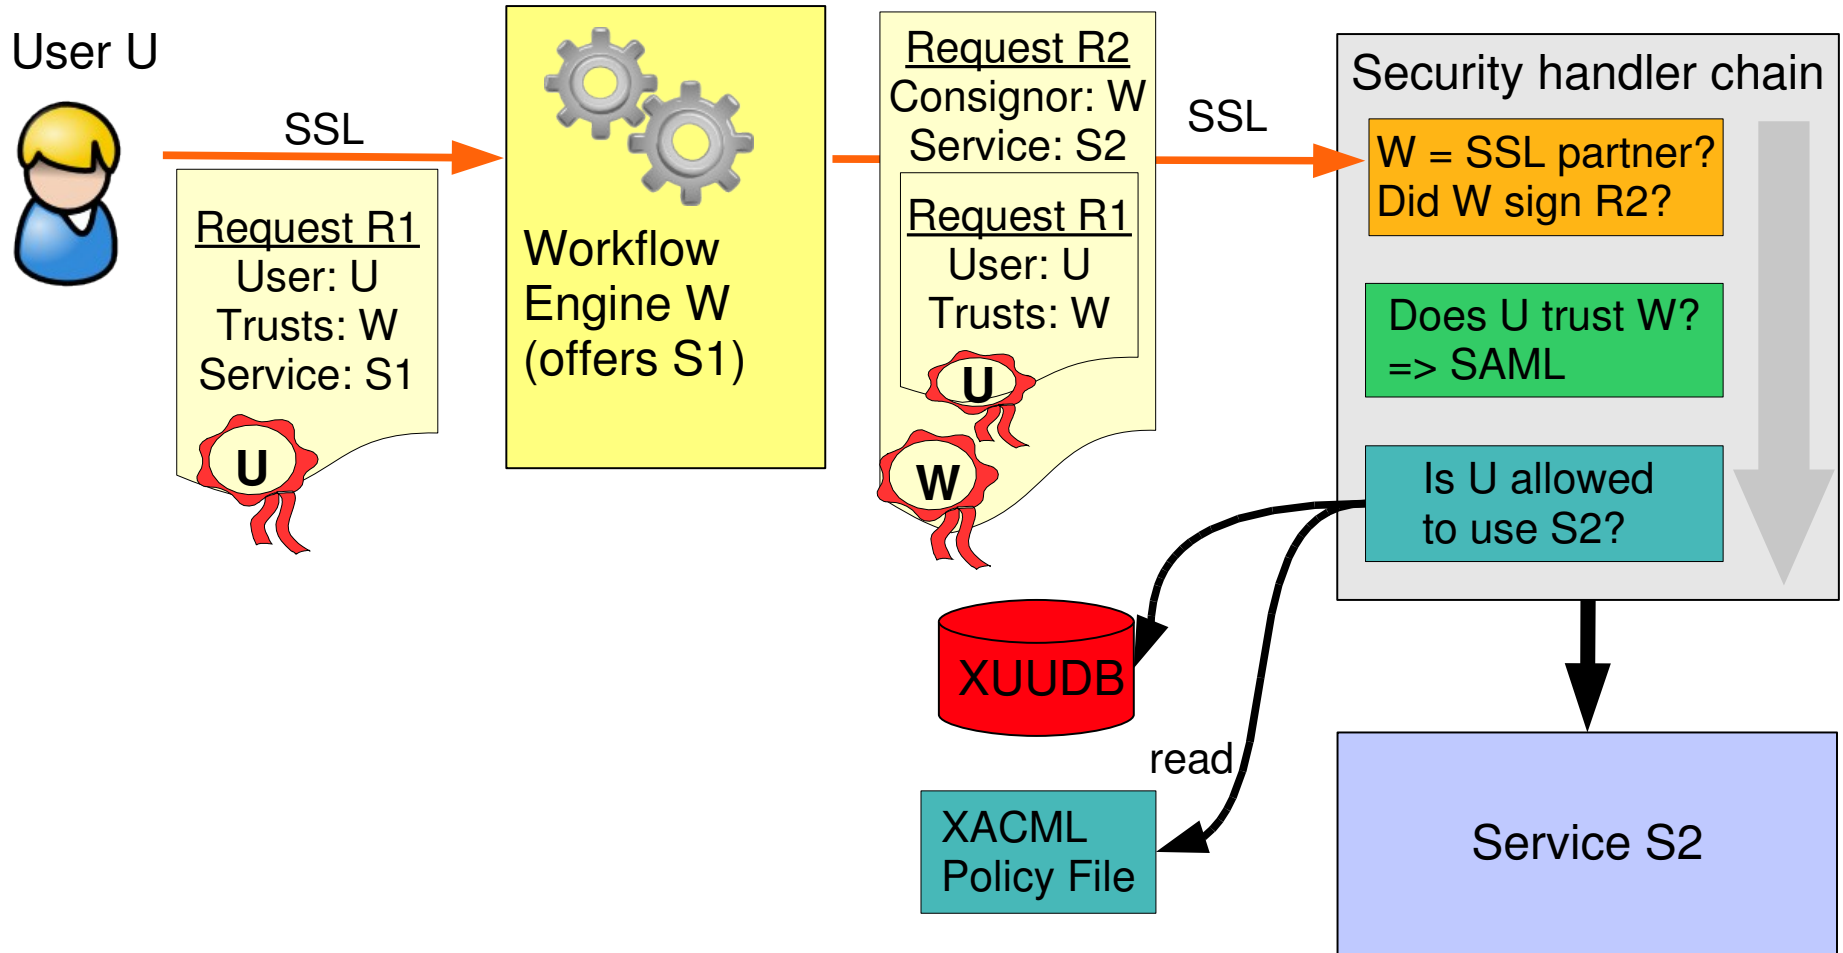 User U
SSL
Request R1
User: U
Trusts: W
Service: S1
U
Workflow
Engine W
(offers S1)
Request R2
Consignor: W
Service: S2
Request R1
User: U
Trusts: W
U
W
SSL
Security handler chain
W = SSL partner?
Did W sign R2?
Does U trust W?
=> SAML
Is U allowed
to use S2?
XUUDB
read
XACML
Policy File
Service S2